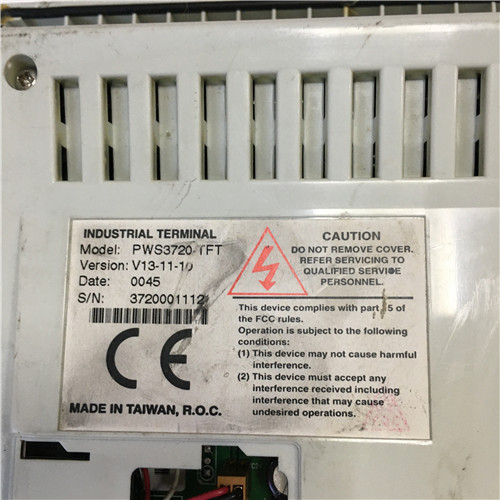 INDUSTRIAL TERMINAL
Model: PWS3720-TFT
Version: V13-11-10
Date: 0045
S/N: 3720001112
CE
MADE IN TAIWAN, R.O.C.
CAUTION
DO NOT REMOVE COVER.
REFER SERVICING TO
QUALIFIED SERVICE
PERSONNEL.
This device complies with part 15
of the FCC rules.
Operation is subject to the following
conditions:
(1) This device may not cause harmful
interference.
(2) This device must accept any
interference received including
interference that may cause
undesired operations.